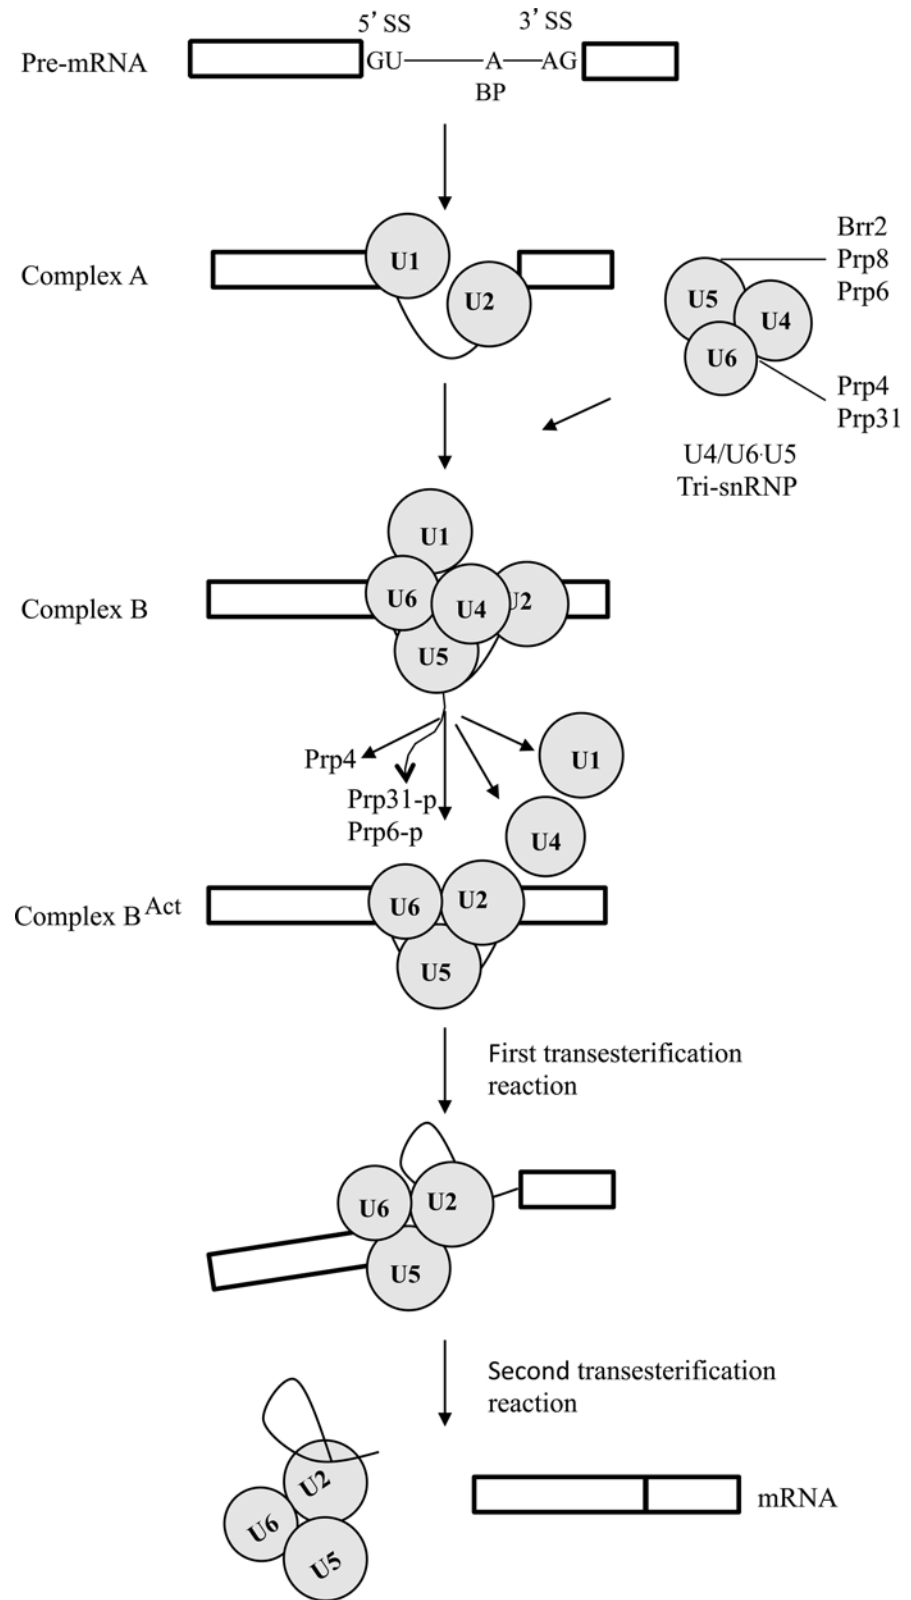 5' SS
3' SS
Pre-mRNA
GU
A
AG
BP
Complex A
U1
U2
Brr2
Prp8
Prp6
U5
U4
U6
Prp4
Prp31
U4/U6·U5
Tri-snRNP
Complex B
U1
U6
U4
U2
U5
Prp4
Prp31-p
Prp6-p
U1
U4
Complex B Act
U6
U2
U5
First transesterification
reaction
U6
U2
U5
Second transesterification
reaction
U2
U6
U5
mRNA